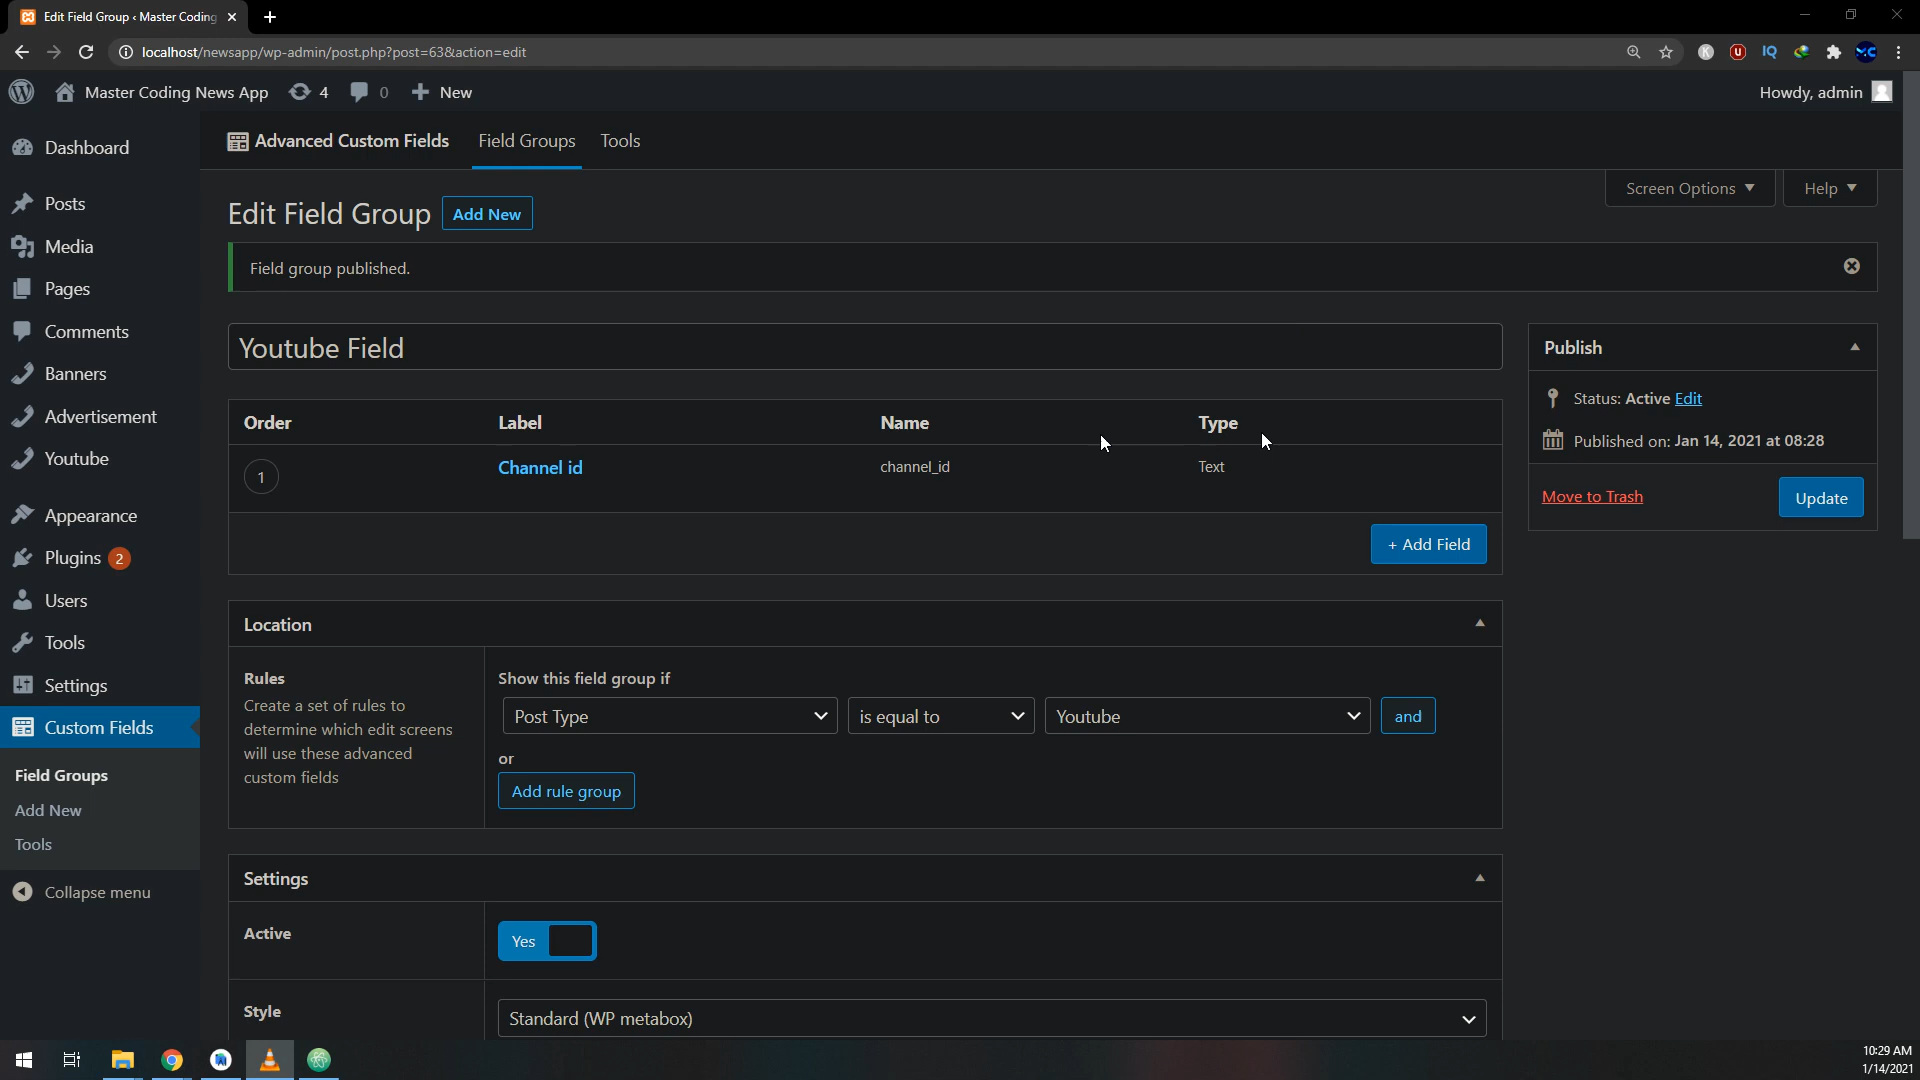 Edit Field Group ‹ Master Coding
localhost/newsapp/wp-admin/post.php?post=63&action=edit
Master Coding News App
4
0
New
Howdy, admin
Dashboard
Posts
Media
Pages
Comments
Banners
Advertisement
Youtube
Appearance
Plugins 2
Users
Tools
Settings
Custom Fields
Field Groups
Add New
Tools
Collapse menu
Advanced Custom Fields
Field Groups
Tools
Screen Options
Help
Edit Field Group
Add New
Field group published.
Youtube Field
Order Label Name Type
1 Channel id channel_id Text
+ Add Field
Publish
Status: Active Edit
Published on: Jan 14, 2021 at 08:28
Move to Trash
Update
Location
Rules
Create a set of rules to
determine which edit screens
will use these advanced
custom fields
Show this field group if
Post Type
is equal to
Youtube
and
or
Add rule group
Settings
Active
Yes
Style
Standard (WP metabox)
10:29 AM
1/14/2021